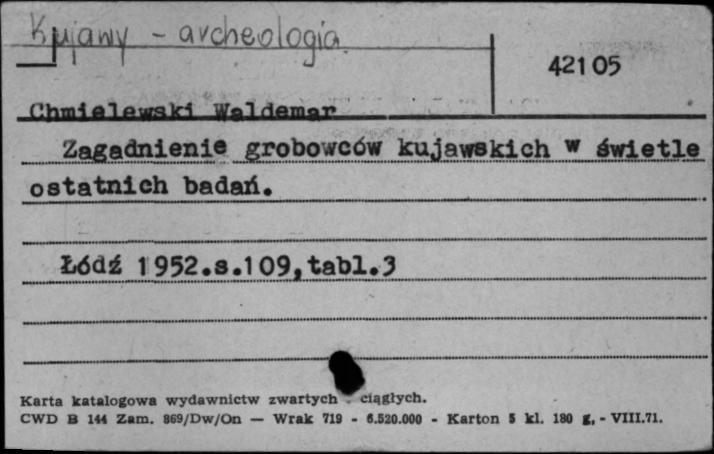 Kujawy - archeologia
42105
Chmielewski Waldemar
Zagadnienie grobowców kujawskich w świetle
ostatnich badań.
Łódź 1952.s.109,tabl.3
Karta katalogowa wydawnictw zwartych - ciągłych.
CWD B 144 Zam. 869/Dw/On — Wrak 719 - 6.520.000 - Karton 5 kl. 180 g, - VIII.71.